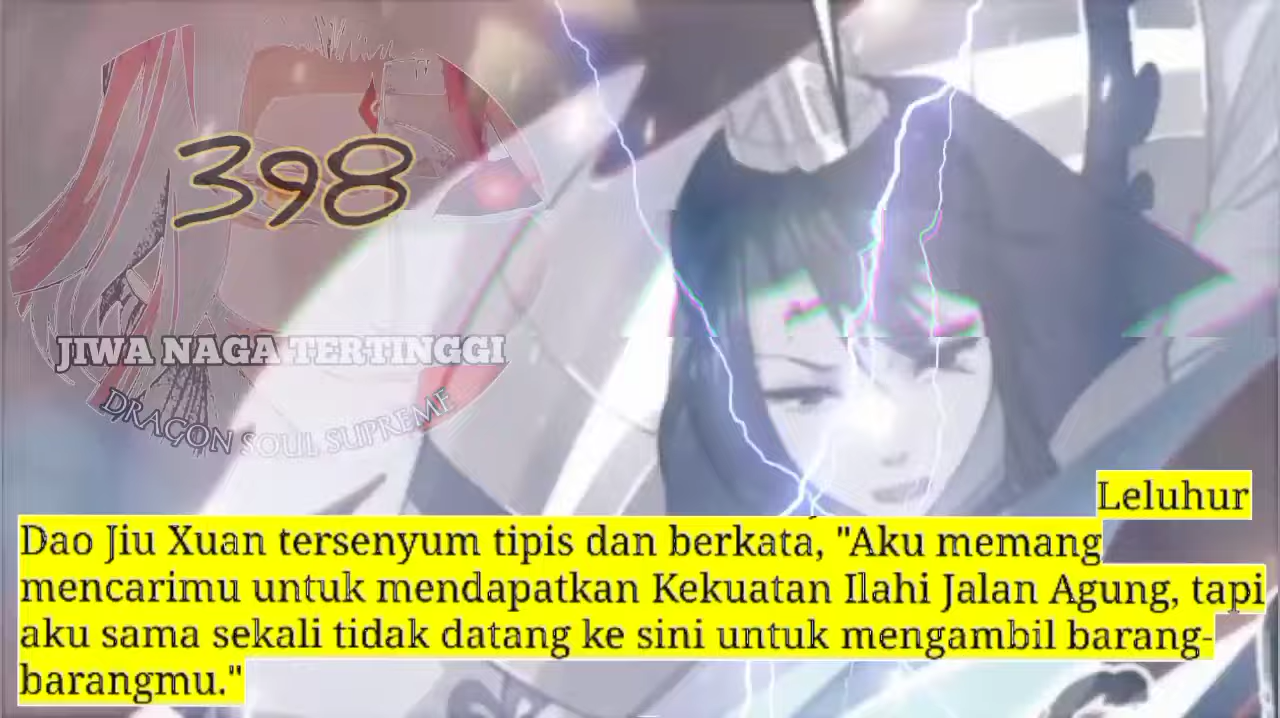 398
JIWA NAGA TERTINGGI
DRAGON SOUL SUPREME
Leluhur
Dao Jiu Xuan tersenyum tipis dan berkata, "Aku memang
mencarimu untuk mendapatkan Kekuatan Ilahi Jalan Agung, tapi
aku sama sekali tidak datang ke sini untuk mengambil barang-
barangmu."